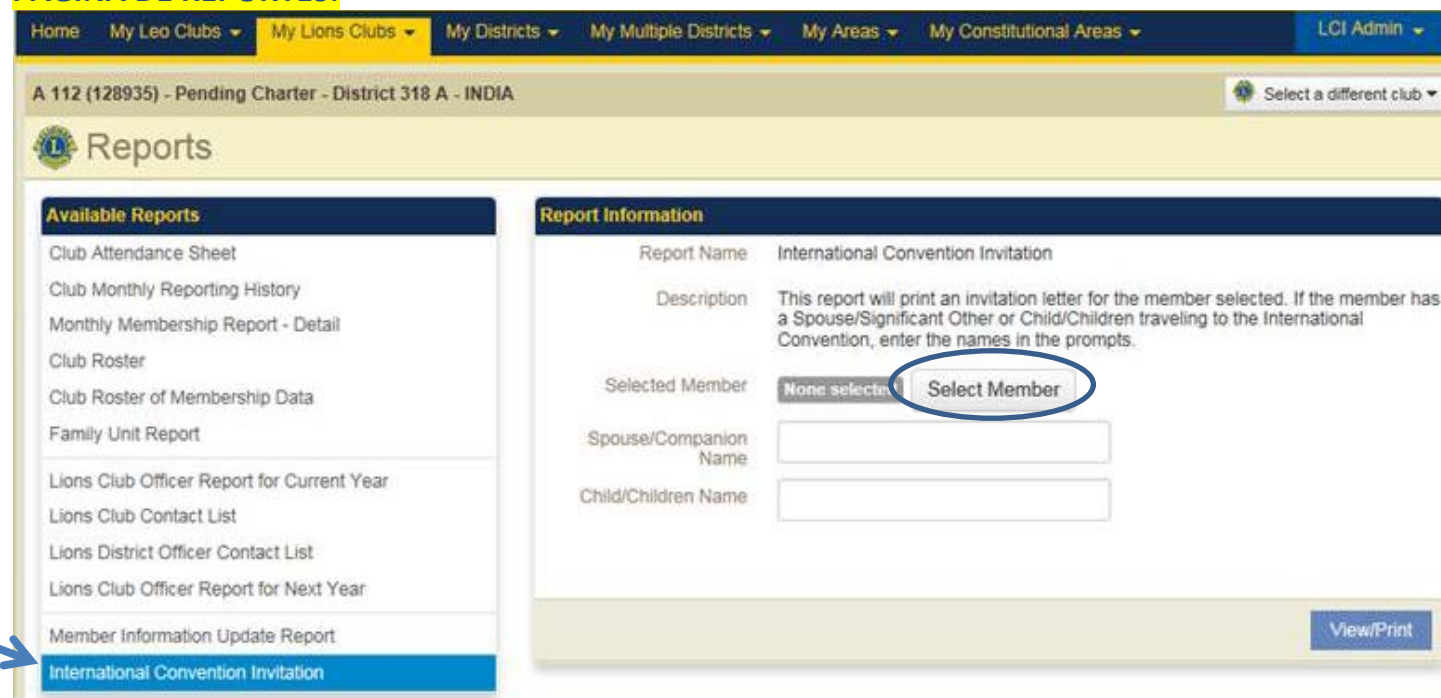 PÁGINA DE REPORTES:
Home My Leo Clubs My Lions Clubs My Districts My Multiple Districts My Areas My Constitutional Areas LCI Admin
A 112 (128935) - Pending Charter - District 318 A - INDIA Select a different club
Reports
Available Reports
Club Attendance Sheet
Club Monthly Reporting History
Monthly Membership Report - Detail
Club Roster
Club Roster of Membership Data
Family Unit Report
Lions Club Officer Report for Current Year
Lions Club Contact List
Lions District Officer Contact List
Lions Club Officer Report for Next Year
Member Information Update Report
International Convention Invitation
Report Information
Report Name International Convention Invitation
Description This report will print an invitation letter for the member selected. If the member has
a Spouse/Significant Other or Child/Children traveling to the International
Convention, enter the names in the prompts.
Selected Member None selected Select Member
Spouse/Companion
Name
Child/Children Name
View/Print